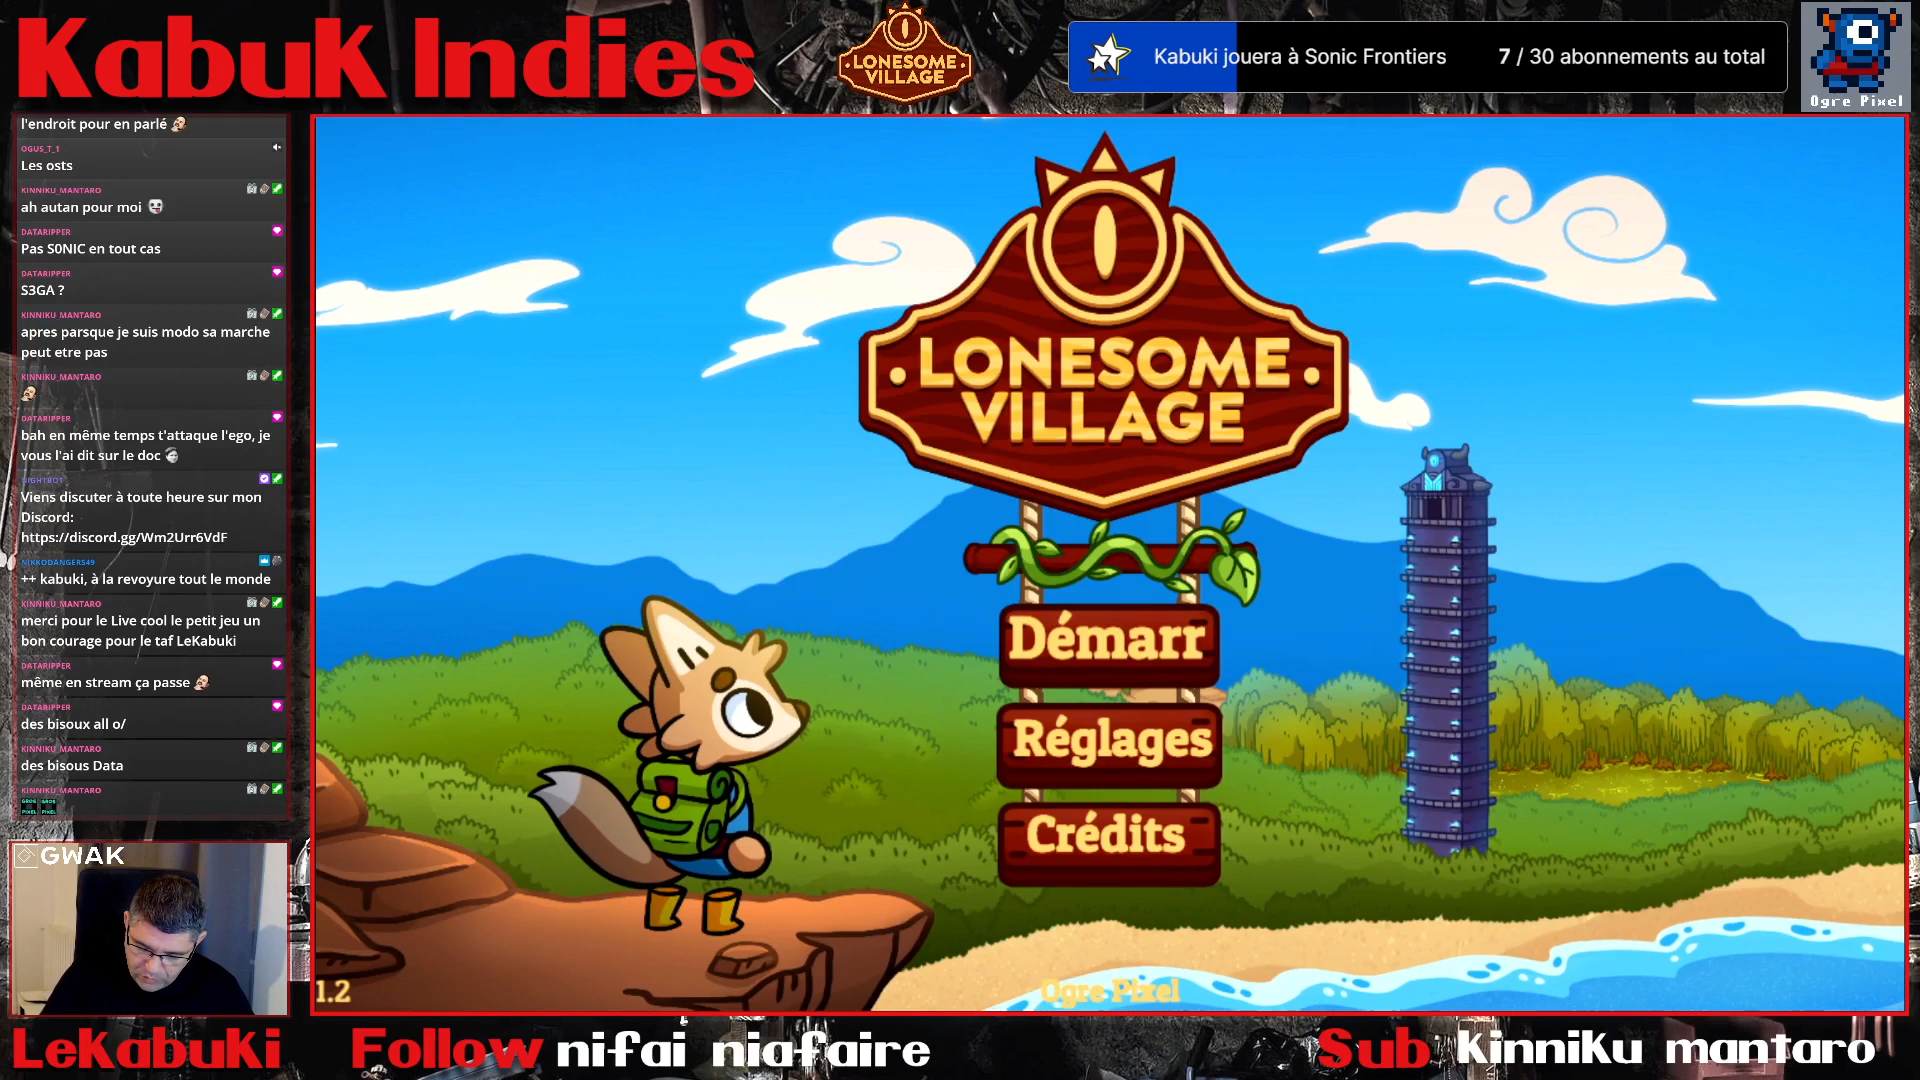 KabuK Indies
LONESOME
VILLAGE
Kabuki jouera à Sonic Frontiers
7 / 30 abonnements au total
Ogre Pixel
l'endroit pour en parlé
OGUS_T_1
Les osts
KINNIKU_MANTARO
ah autan pour moi
DATARIPPER
Pas S0NIC en tout cas
DATARIPPER
S3GA ?
KINNIKU_MANTARO
apres parsque je suis modo sa marche
peut etre pas
KINNIKU_MANTARO
DATARIPPER
bah en même temps t'attaque l'ego, je
vous l'ai dit sur le doc
NIGHTBOT
Viens discuter à toute heure sur mon
Discord:
https://discord.gg/Wm2Urr6VdF
NIKKODANGERS49
++ kabuki, à la revoyure tout le monde
KINNIKU_MANTARO
merci pour le Live cool le petit jeu un
bon courage pour le taf LeKabuki
DATARIPPER
même en stream ça passe
DATARIPPER
des bisoux all o/
KINNIKU_MANTARO
des bisous Data
KINNIKU_MANTARO
GROS PIXEL GROS PIXEL
LONESOME
VILLAGE
Démarr
Réglages
Crédits
1.2
Ogre Pixel
GWAK
LeKabuki
Follow nifai niafaire
Sub Kinniku mantaro